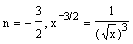 n = −3/2, x^{−3/2} = 1/(√x)^3